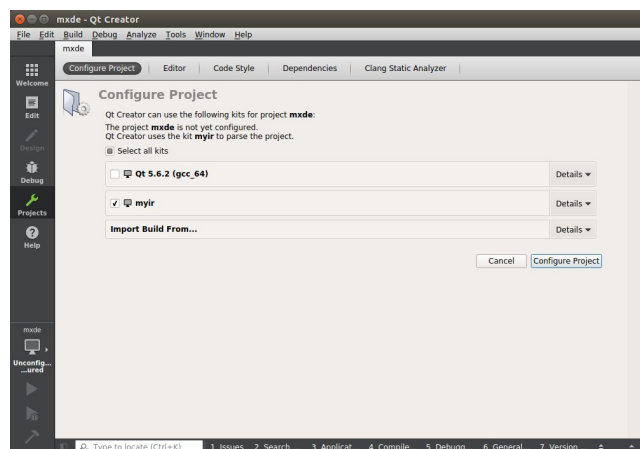 mxde - Qt Creator
File Edit Build Debug Analyze Tools Window Help
mxde
Configure Project Editor Code Style Dependencies Clang Static Analyzer
Welcome
Edit
Design
Debug
Projects
Help
Configure Project
Qt Creator can use the following kits for project mxde:
The project mxde is not yet configured.
Qt Creator uses the kit myir to parse the project.
Select all kits
Qt 5.6.2 (gcc_64) Details
myir Details
Import Build From... Details
Cancel Configure Project
mxde
Unconfig...
...ured
Type to locate (Ctrl+K) 1 Issues 2 Search ... 3 Applicat... 4 Compile... 5 Debugg... 6 General... 7 Version ...